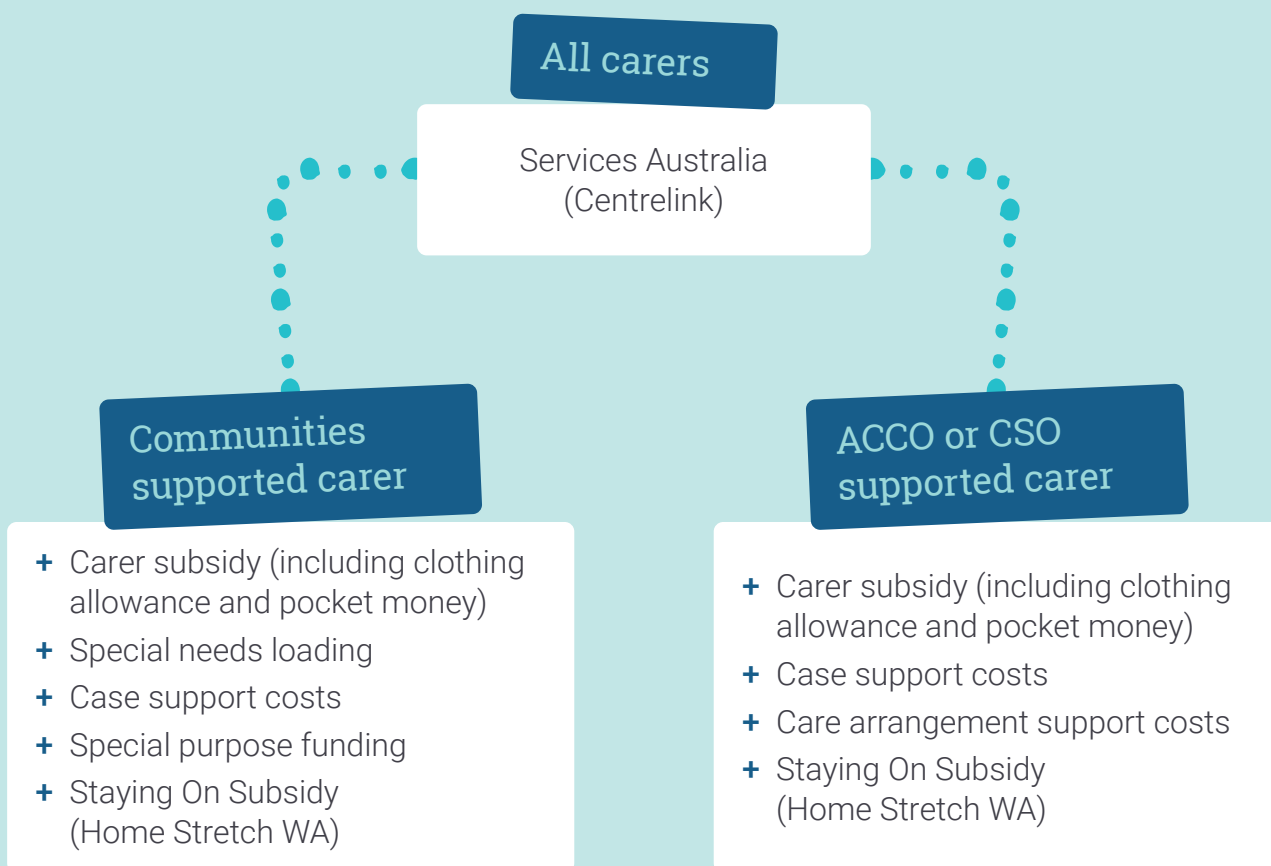 All carers
Services Australia
(Centrelink)
Communities
supported carer
+ Carer subsidy (including clothing
allowance and pocket money)
+ Special needs loading
+ Case support costs
+ Special purpose funding
+ Staying On Subsidy
(Home Stretch WA)
ACCO or CSO
supported carer
+ Carer subsidy (including clothing
allowance and pocket money)
+ Case support costs
+ Care arrangement support costs
+ Staying On Subsidy
(Home Stretch WA)